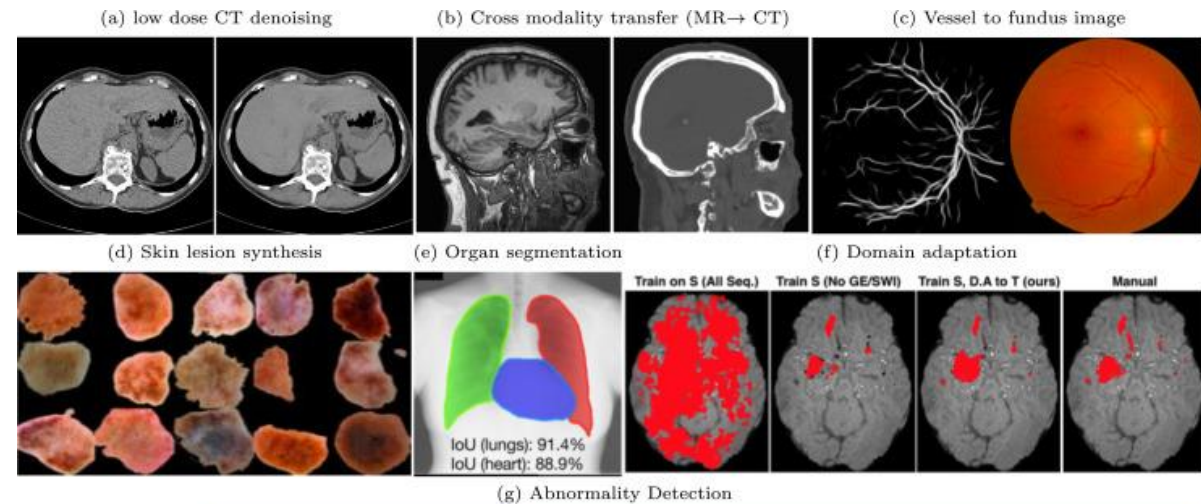 (a) low dose CT denoising
(b) Cross modality transfer (MR→ CT)
(c) Vessel to fundus image
(d) Skin lesion synthesis
(e) Organ segmentation
(f) Domain adaptation
IoU (lungs): 91.4%
IoU (heart): 88.9%
Train on S (All Seq.)
Train S (No GE/SWI)
Train S, D.A to T (ours)
Manual
(g) Abnormality Detection